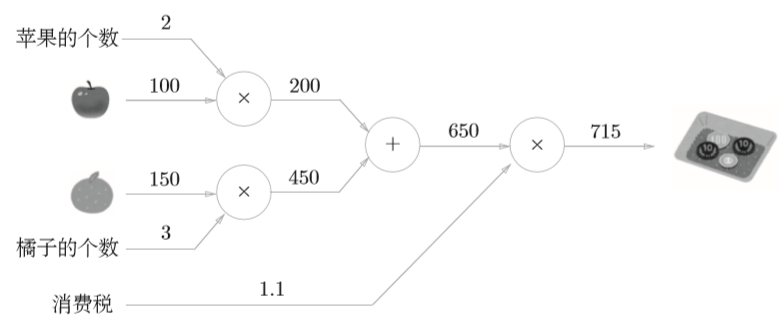 苹果的个数 2
100 × 200
+ 650 × 715
150 × 450
橘子的个数 3
消费税 1.1